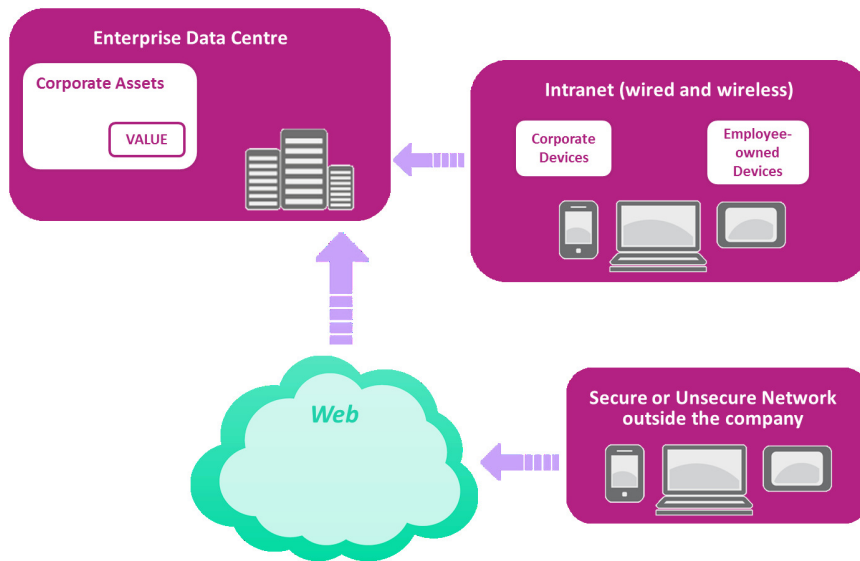 Enterprise Data Centre
Corporate Assets
VALUE
Intranet (wired and wireless)
Corporate
Devices
Employee-
owned
Devices
Web
Secure or Unsecure Network
outside the company